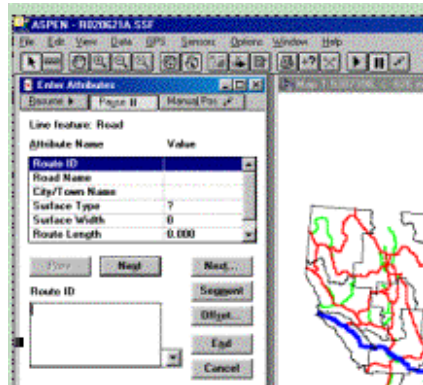 ASPEN - R020621A.SSF
File Edit View Data GPS Sensors Options Window Help
Enter Attributes
Resume Pause Manual Pos
Line feature: Road
Attribute Name Value
Route ID
Road Name
City/Town Name
Surface Type ?
Surface Width 0
Route Length 0.000
Prev Next Next...
Route ID
Segment
Offset...
End
Cancel